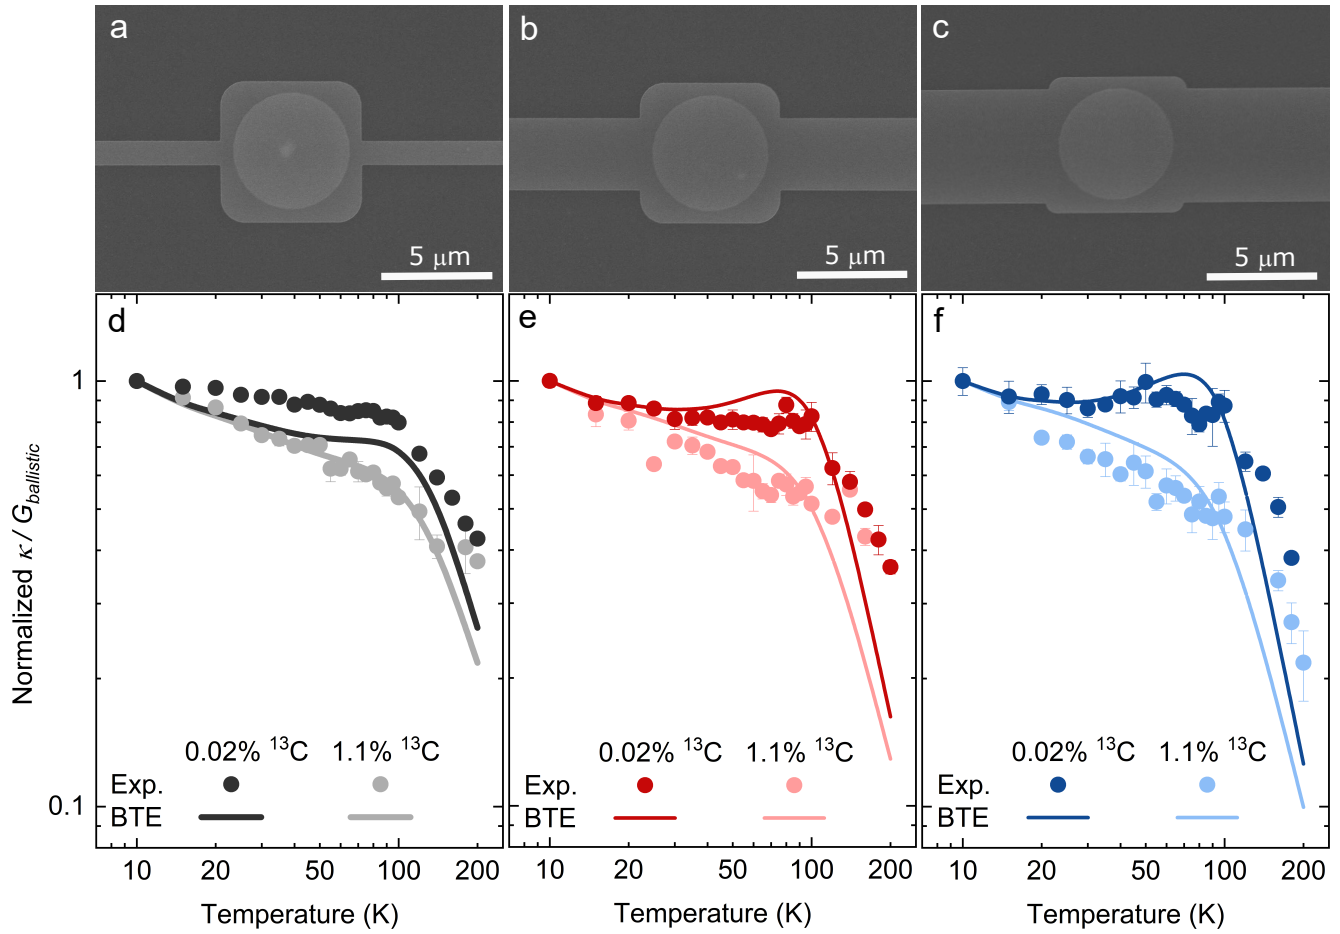 a
b
c
5 μm
5 μm
5 μm
d
e
f
1
0.1
Normalized κ / G_ballistic
0.02% ¹³C 1.1% ¹³C
Exp.
BTE
0.02% ¹³C 1.1% ¹³C
Exp.
BTE
0.02% ¹³C 1.1% ¹³C
Exp.
BTE
10 20 50 100 200
10 20 50 100 200
10 20 50 100 200
Temperature (K)
Temperature (K)
Temperature (K)